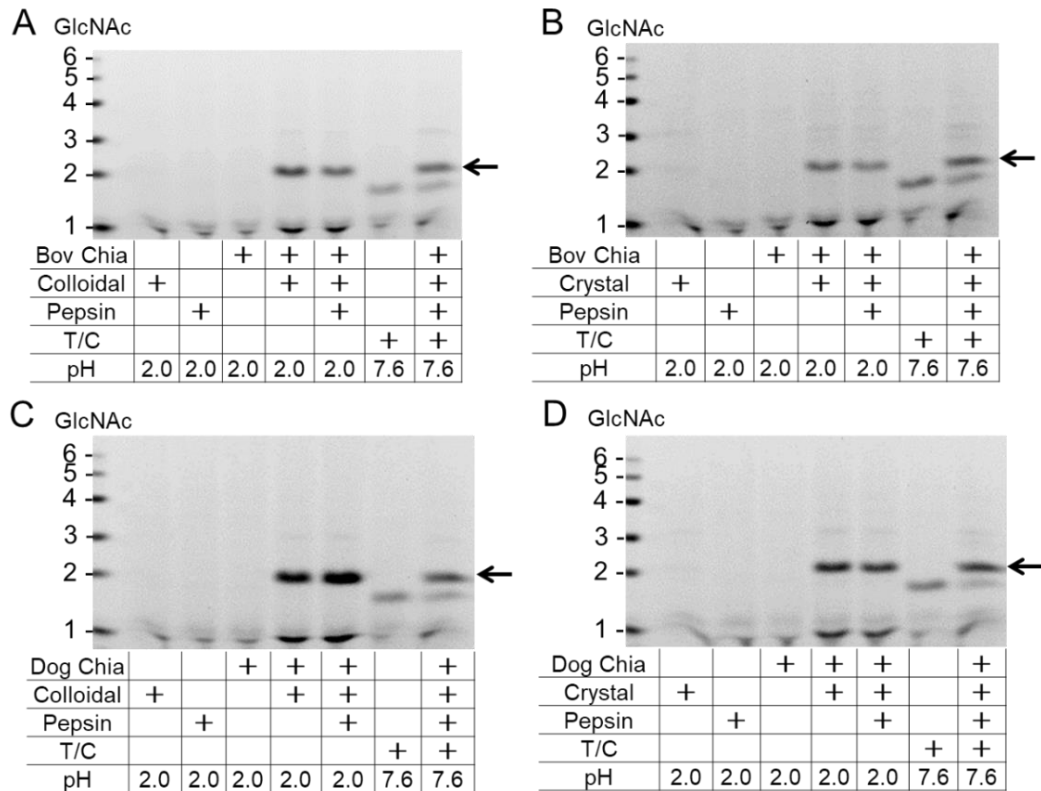 A GlcNAc
6 -
5 -
4 -
3 -
2 -
1 -
Bov Chia + + + +
Colloidal + + + +
Pepsin + + +
T/C + +
pH 2.0 2.0 2.0 2.0 2.0 7.6 7.6
B GlcNAc
6 -
5 -
4 -
3 -
2 -
1 -
Bov Chia + + + +
Crystal + + + +
Pepsin + + +
T/C + +
pH 2.0 2.0 2.0 2.0 2.0 7.6 7.6
C GlcNAc
6 -
5 -
4 -
3 -
2 -
1 -
Dog Chia + + + +
Colloidal + + + +
Pepsin + + +
T/C + +
pH 2.0 2.0 2.0 2.0 2.0 7.6 7.6
D GlcNAc
6 -
5 -
4 -
3 -
2 -
1 -
Dog Chia + + + +
Crystal + + + +
Pepsin + + +
T/C + +
pH 2.0 2.0 2.0 2.0 2.0 7.6 7.6